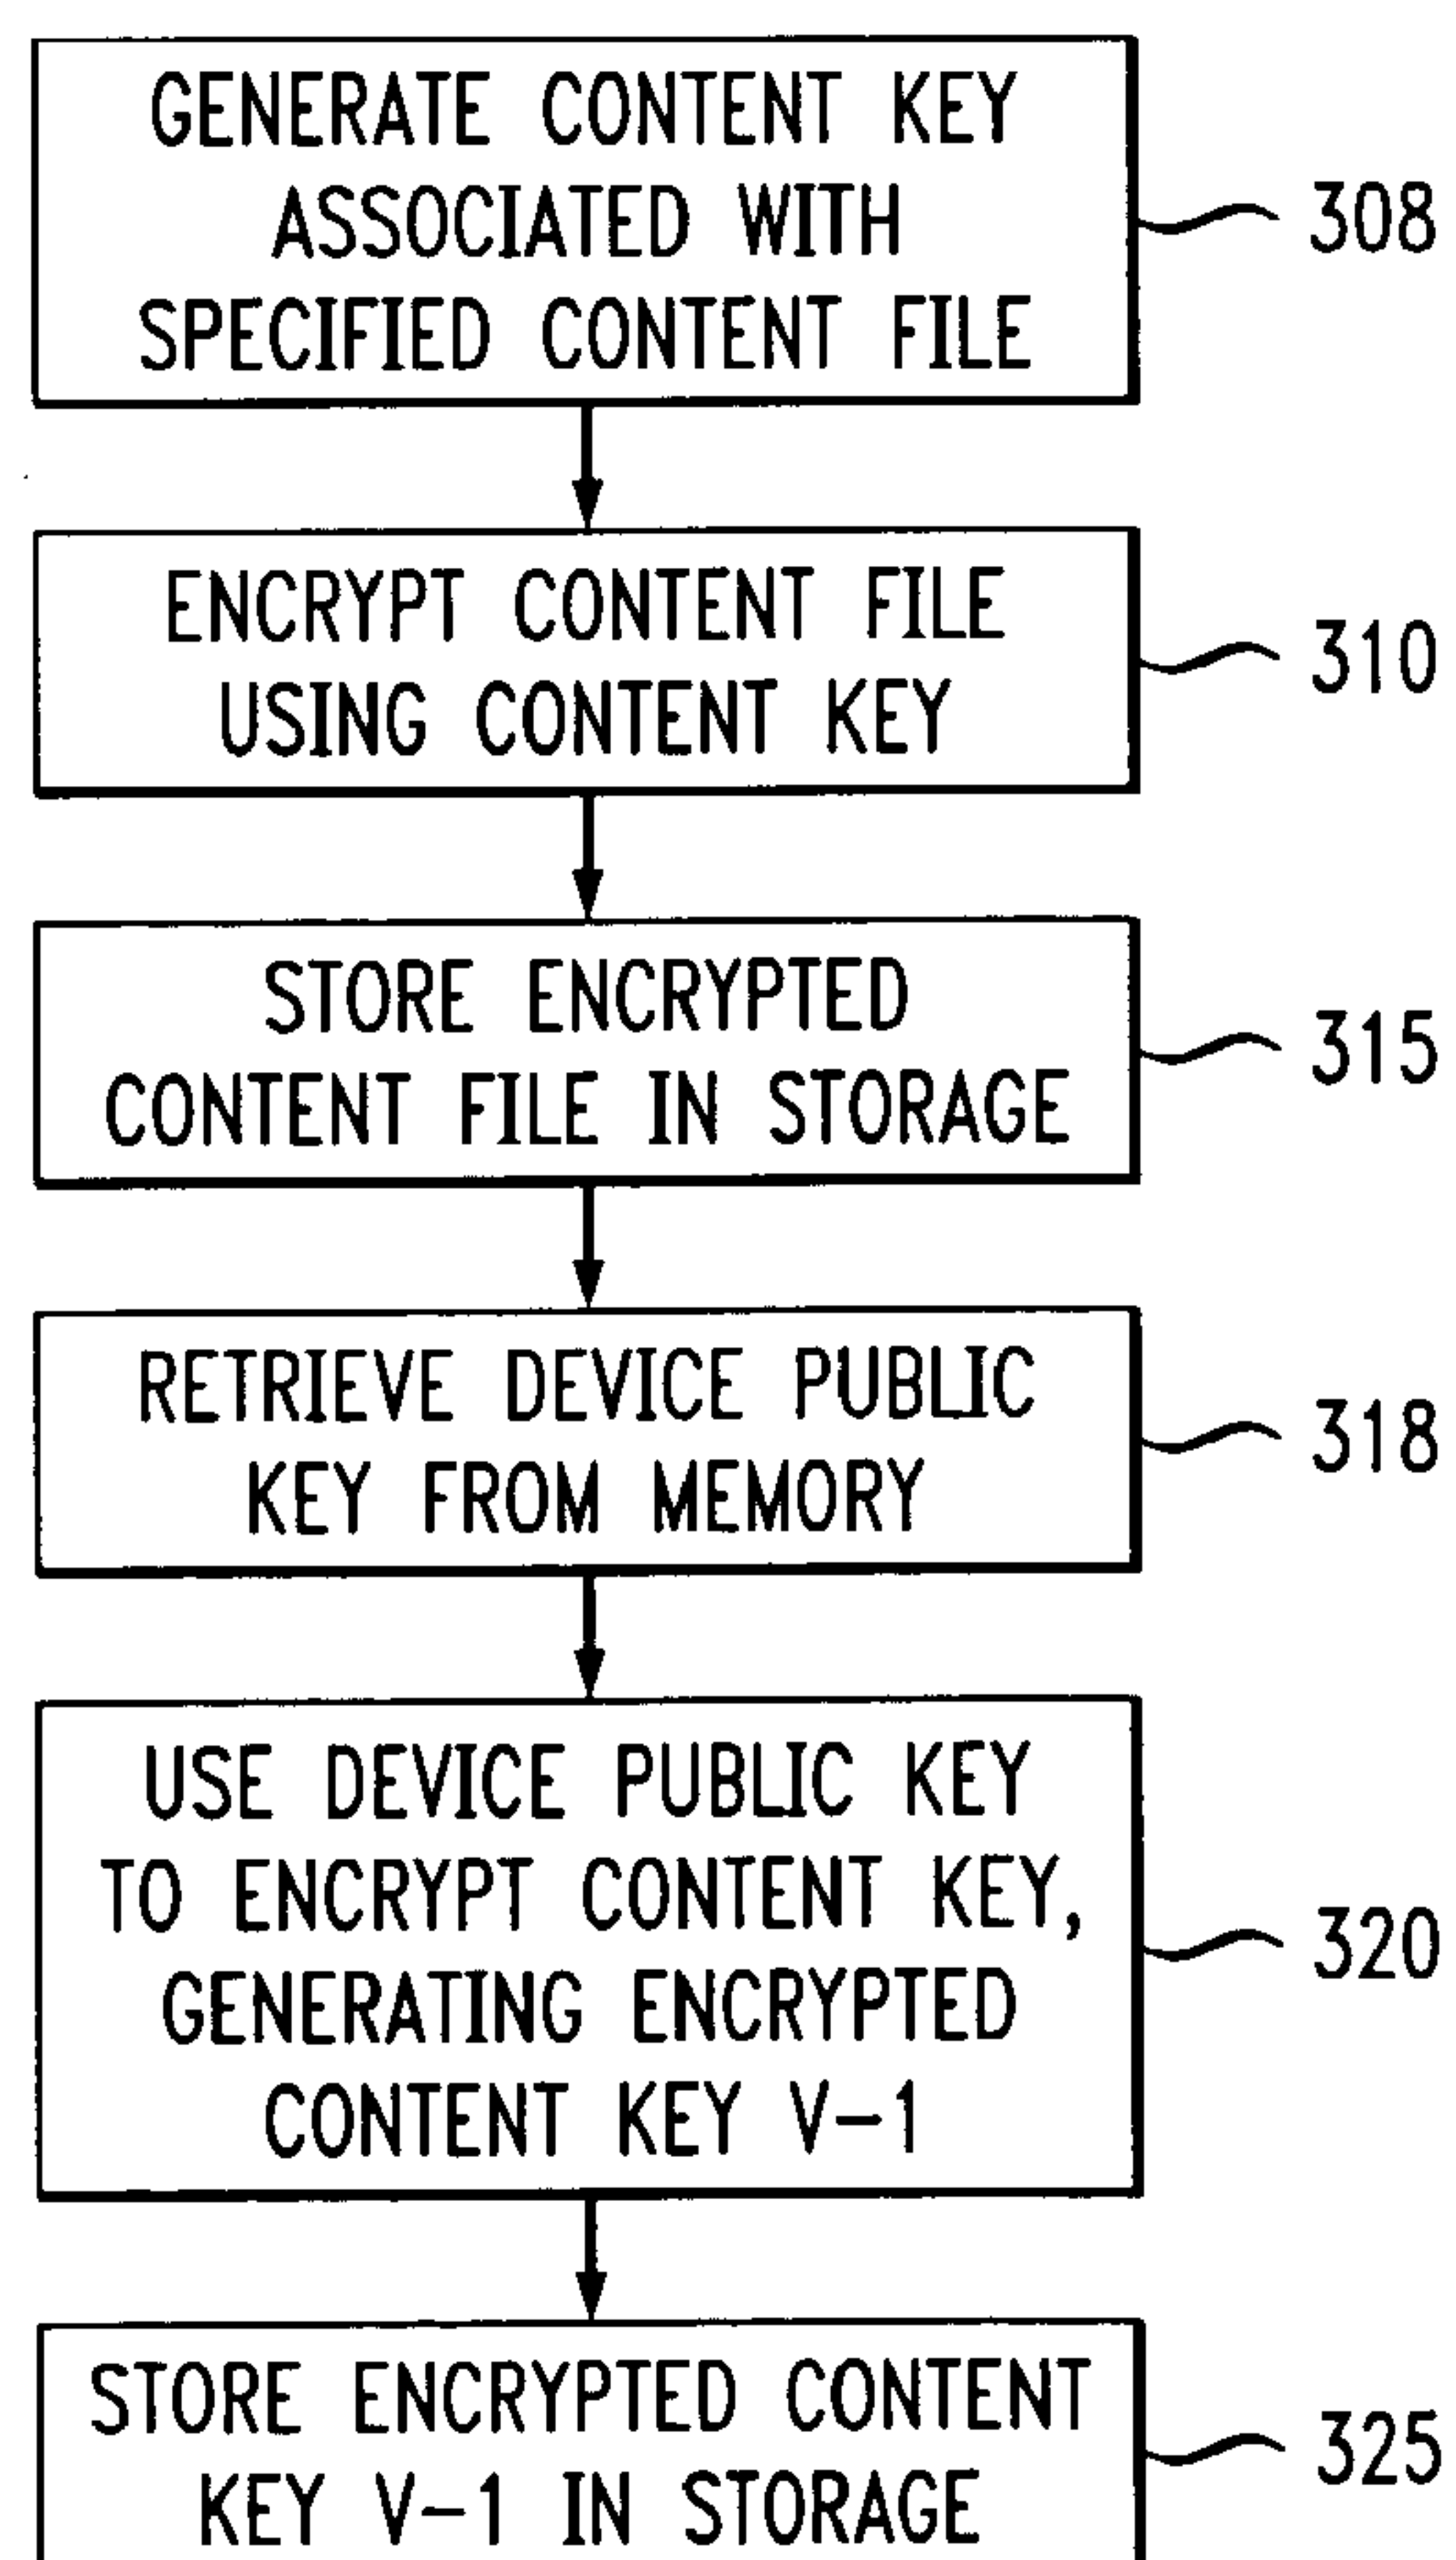 GENERATE CONTENT KEY
ASSOCIATED WITH
SPECIFIED CONTENT FILE
308
ENCRYPT CONTENT FILE
USING CONTENT KEY
310
STORE ENCRYPTED
CONTENT FILE IN STORAGE
315
RETRIEVE DEVICE PUBLIC
KEY FROM MEMORY
318
USE DEVICE PUBLIC KEY
TO ENCRYPT CONTENT KEY,
GENERATING ENCRYPTED
CONTENT KEY V-1
320
STORE ENCRYPTED CONTENT
KEY V-1 IN STORAGE
325